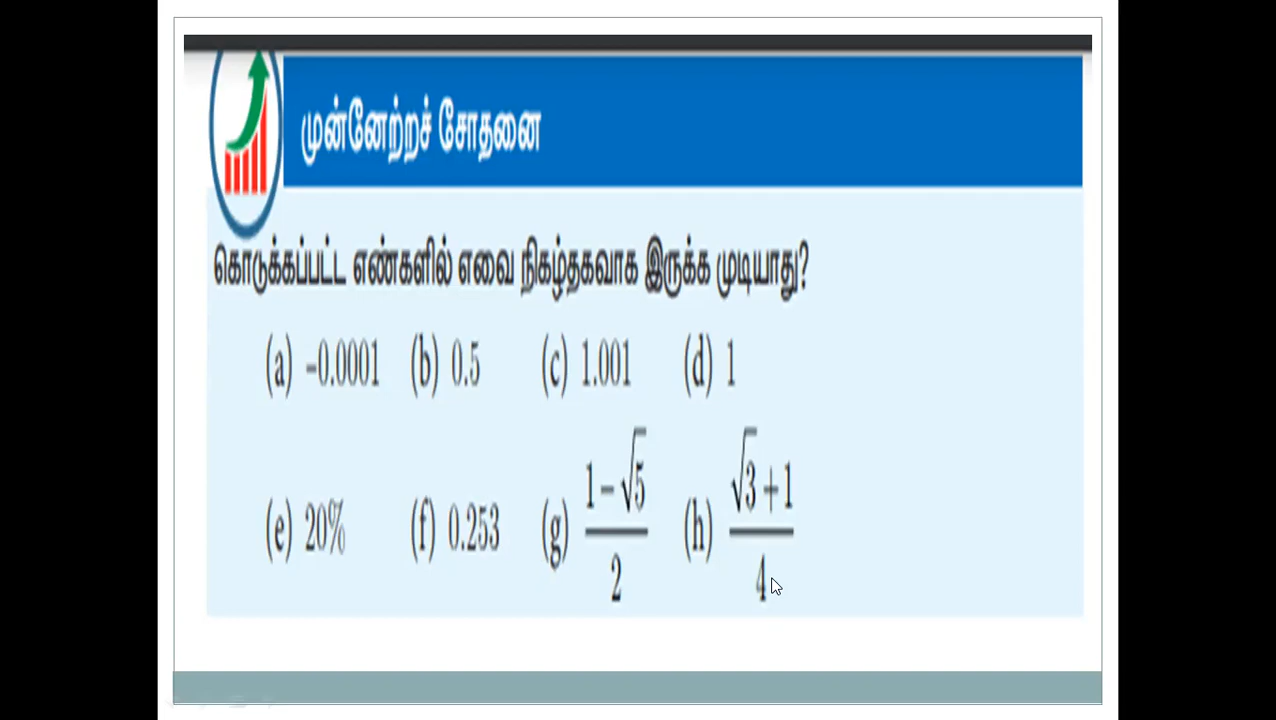 முன்னேற்றச் சோதனை
கொடுக்கப்பட்ட எண்களில் எவை நிகழ்தகவாக இருக்க முடியாது?
(a) –0.0001 (b) 0.5 (c) 1.001 (d) 1
(e) 20% (f) 0.253 (g) (1–√5)/2 (h) (√3+1)/4